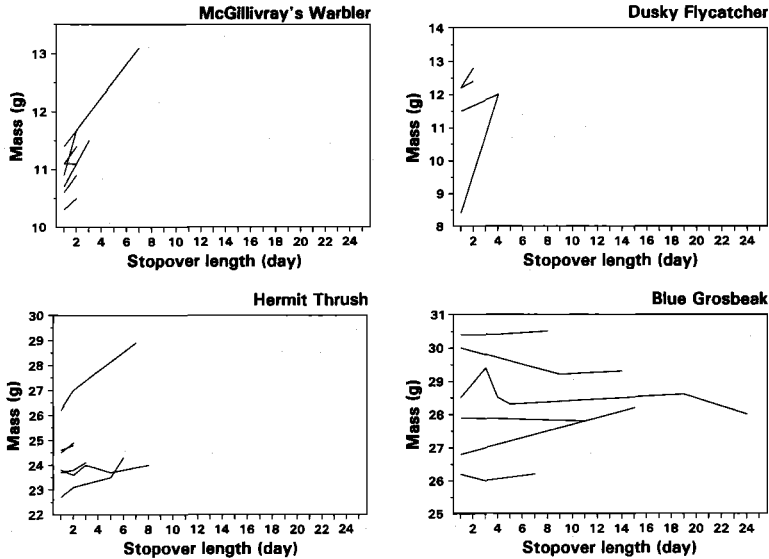 McGillivray's Warbler
Mass (g)
13
12
11
10
2 4 6 8 10 12 14 16 18 20 22 24
Stopover length (day)
Dusky Flycatcher
Mass (g)
14
13
12
11
10
9
8
2 4 6 8 10 12 14 16 18 20 22 24
Stopover length (day)
Hermit Thrush
Mass (g)
30
29
28
27
26
25
24
23
22
2 4 6 8 10 12 14 16 18 20 22 24
Stopover length (day)
Blue Grosbeak
Mass (g)
31
30
29
28
27
26
25
2 4 6 8 10 12 14 16 18 20 22 24
Stopover length (day)